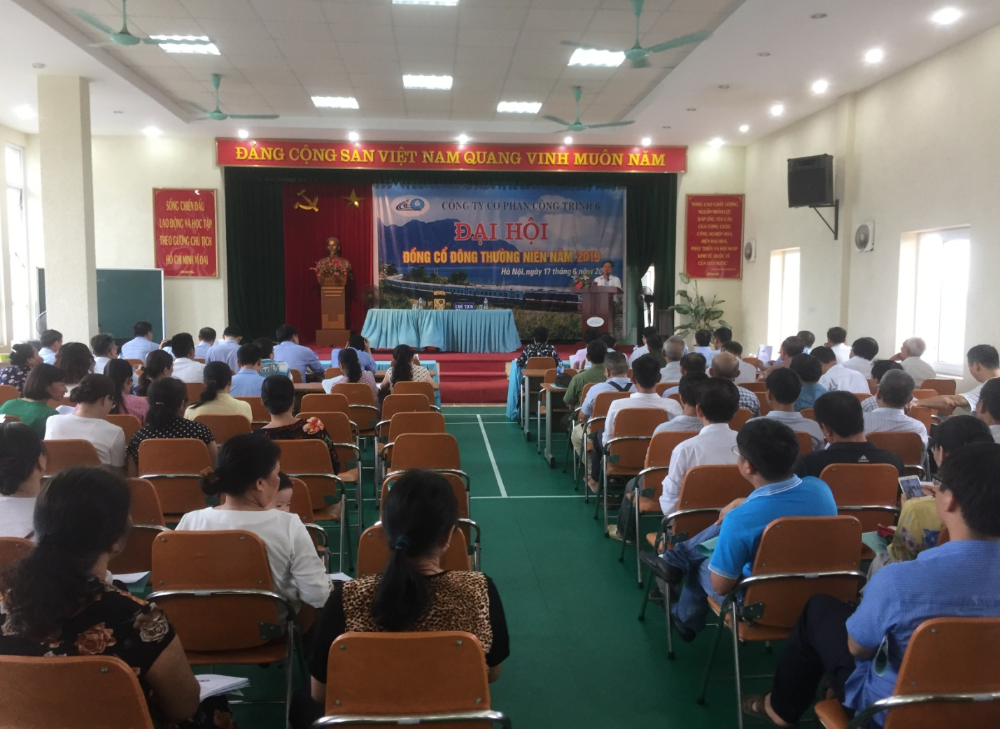 ĐẢNG CỘNG SẢN VIỆT NAM QUANG VINH MUÔN NĂM
SỐNG CHIẾN ĐẤU
LAO ĐỘNG VÀ HỌC TẬP
THEO GƯƠNG CHỦ TỊCH
HỒ CHÍ MINH VĨ ĐẠI
6
CÔNG TY CỔ PHẦN CÔNG TRÌNH 6
ĐẠI HỘI
ĐỒNG CỔ ĐÔNG THƯỜNG NIÊN NĂM 2019
Hà Nội, ngày 17 tháng 6 năm 20
CHỦ TỊCH
NÂNG CAO CHẤT LƯỢNG
NGUỒN NHÂN LỰC
ĐÁP ỨNG YÊU CẦU
CỦA CÔNG CUỘC
CÔNG NGHIỆP HOÁ,
HIỆN ĐẠI HOÁ,
PHÁT TRIỂN VÀ HỘI NHẬP
KINH TẾ QUỐC TẾ
CỦA ĐẤT NƯỚC
adidas